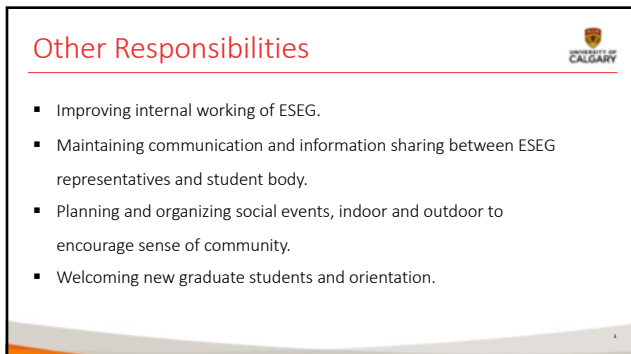 Other Responsibilities
UNIVERSITY OF
CALGARY
▪ Improving internal working of ESEG.
▪ Maintaining communication and information sharing between ESEG
representatives and student body.
▪ Planning and organizing social events, indoor and outdoor to
encourage sense of community.
▪ Welcoming new graduate students and orientation.